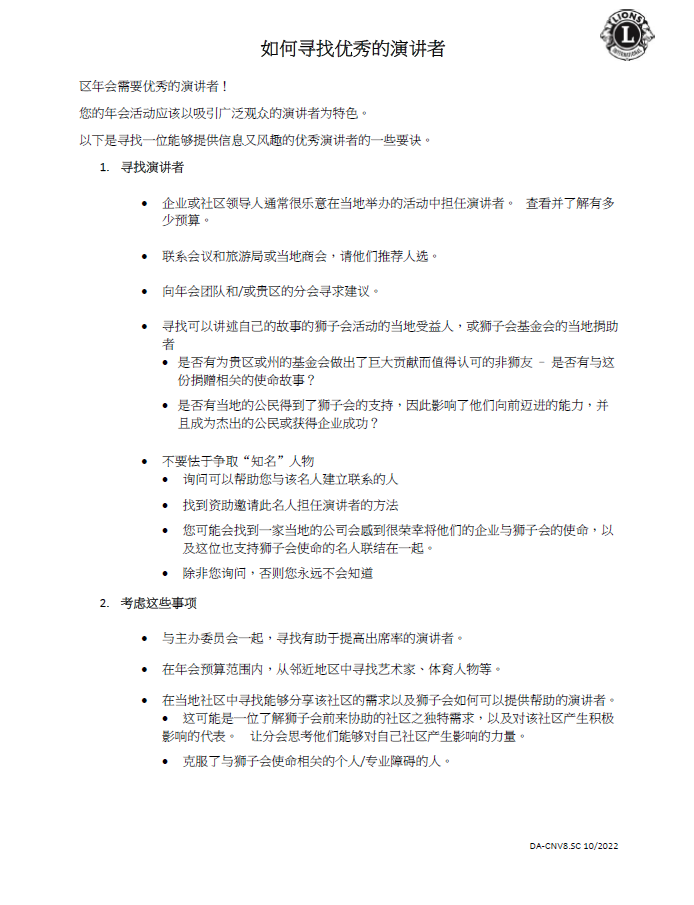 LIONS
L
INTERNATIONAL
如何寻找优秀的演讲者
区年会需要优秀的演讲者！
您的年会活动应该以吸引广泛观众的演讲者为特色。
以下是寻找一位能够提供信息又风趣的优秀演讲者的一些要诀。
1. 寻找演讲者
• 企业或社区领导人通常很乐意在当地举办的活动中担任演讲者。 查看并了解有多
少预算。
• 联系会议和旅游局或当地商会，请他们推荐人选。
• 向年会团队和/或贵区的分会寻求建议。
• 寻找可以讲述自己的故事的狮子会活动的当地受益人，或狮子会基金会的当地捐助
者
• 是否有为贵区或州的基金会做出了巨大贡献而值得认可的非狮友 – 是否有与这
份捐赠相关的使命故事？
• 是否有当地的公民得到了狮子会的支持，因此影响了他们向前迈进的能力，并
且成为杰出的公民或获得企业成功？
• 不要怯于争取“知名”人物
• 询问可以帮助您与该名人建立联系的人
• 找到资助邀请此名人担任演讲者的方法
• 您可能会找到一家当地的公司会感到很荣幸将他们的企业与狮子会的使命，以
及这位也支持狮子会使命的名人联结在一起。
• 除非您询问，否则您永远不会知道
2. 考虑这些事项
• 与主办委员会一起，寻找有助于提高出席率的演讲者。
• 在年会预算范围内，从邻近地区中寻找艺术家、体育人物等。
• 在当地社区中寻找能够分享该社区的需求以及狮子会如何可以提供帮助的演讲者。
• 这可能是一位了解狮子会前来协助的社区之独特需求，以及对该社区产生积极
影响的代表。 让分会思考他们能够对自己社区产生影响的力量。
• 克服了与狮子会使命相关的个人/专业障碍的人。
DA-CNV8.SC 10/2022